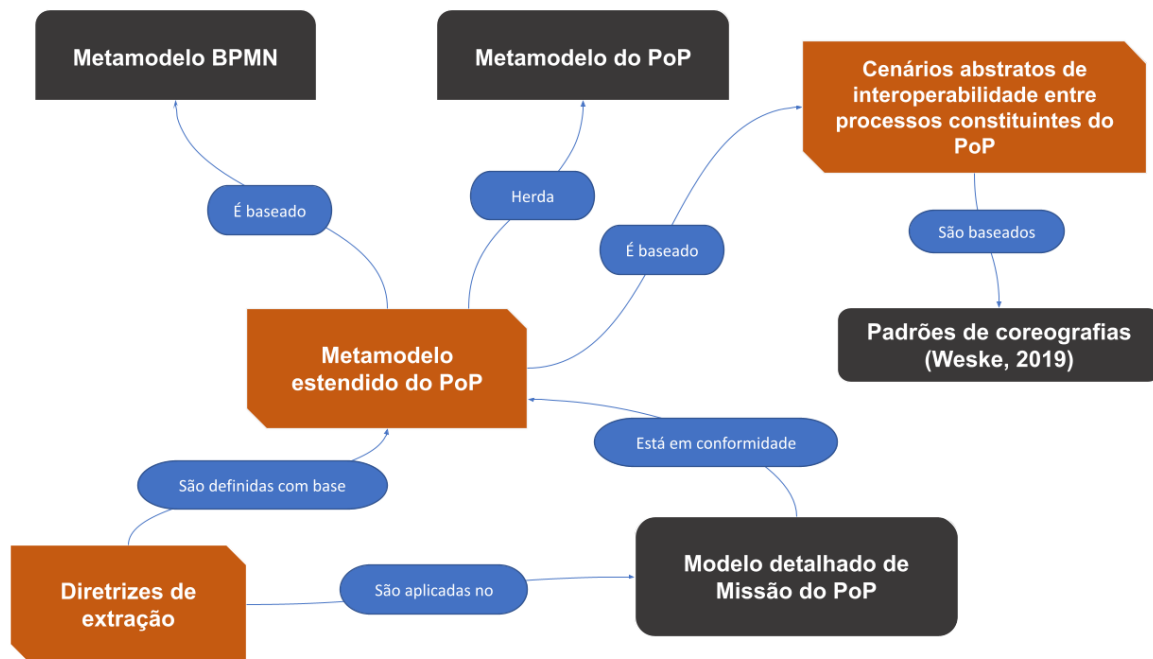 Metamodelo BPMN
Metamodelo do PoP
Cenários abstratos de
interoperabilidade entre
processos constituintes do
PoP
É baseado
Herda
É baseado
São baseados
Metamodelo
estendido do PoP
Padrões de coreografias
(Weske, 2019)
Está em conformidade
São definidas com base
Diretrizes de
extração
São aplicadas no
Modelo detalhado de
Missão do PoP